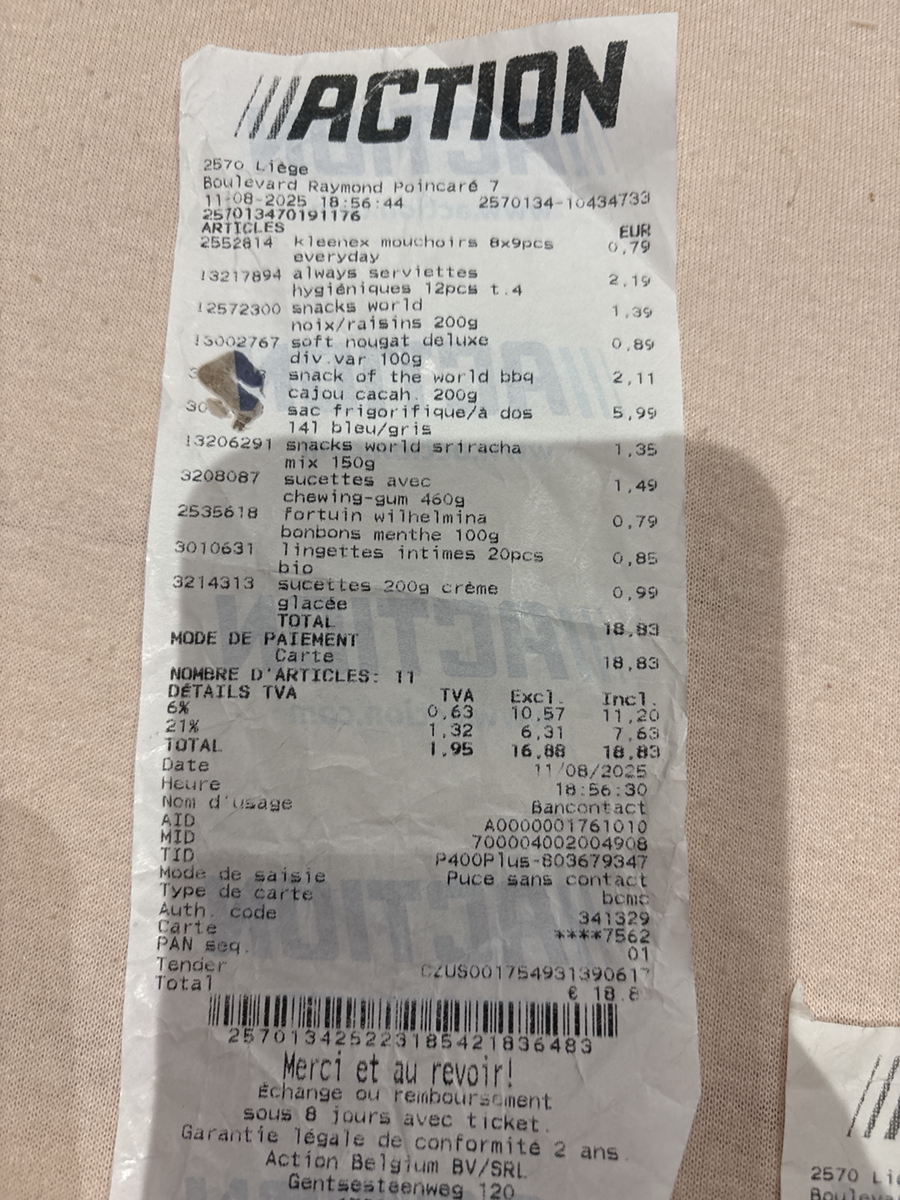 ///ACTION
2570 Liège
Boulevard Raymond Poincaré 7
11-08-2025 18:56:44 2570134-10434733
257013470191176
ARTICLES EUR
2552814 kleenex mouchoirs 8x9pcs 0,79
everyday
13217894 always serviettes 2,19
hygiéniques 12pcs t.4
12572300 snacks world 1,39
noix/raisins 200g
13002767 soft nougat deluxe 0,89
div.var 100g
snack of the world bbq 2,11
cajou cacah. 200g
sac frigorifique/à dos 5,99
14l bleu/gris
13206291 snacks world sriracha 1,35
mix 150g
3208087 sucettes avec 1,49
chewing-gum 460g
2535618 fortuin wilhelmina 0,79
bonbons menthe 100g
3010631 lingettes intimes 20pcs 0,85
bio
3214313 sucettes 200g crème 0,99
glacée
TOTAL 18,83
MODE DE PAIEMENT
Carte 18,83
NOMBRE D'ARTICLES: 11
DÉTAILS TVA TVA Excl. Incl.
6% 0,63 10,57 11,20
21% 1,32 6,31 7,63
TOTAL 1,95 16,88 18,83
Date 11/08/2025
Heure 18:56:30
Nom d'usage Bancontact
AID A0000001761010
MID 700004002004908
TID P400Plus-803679347
Mode de saisie Puce sans contact
Type de carte bcmc
Auth. code 341329
Carte ****7562
PAN seq. 01
Tender
Total € 18.8
257013425223185421836483
Merci et au revoir!
Échange ou remboursement
sous 8 jours avec ticket.
Garantie légale de conformité 2 ans.
Action Belgium BV/SRL
Gentsesteenweg 120
2570 Li